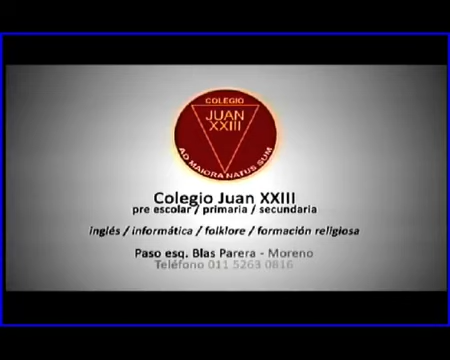 COLEGIO
JUAN
XXIII
AD MAIORA NATUS SUM
Colegio Juan XXIII
pre escolar / primaria / secundaria
inglés / informática / folklore / formación religiosa
Paso esq. Blas Parera - Moreno
Teléfono 011 5263 0816